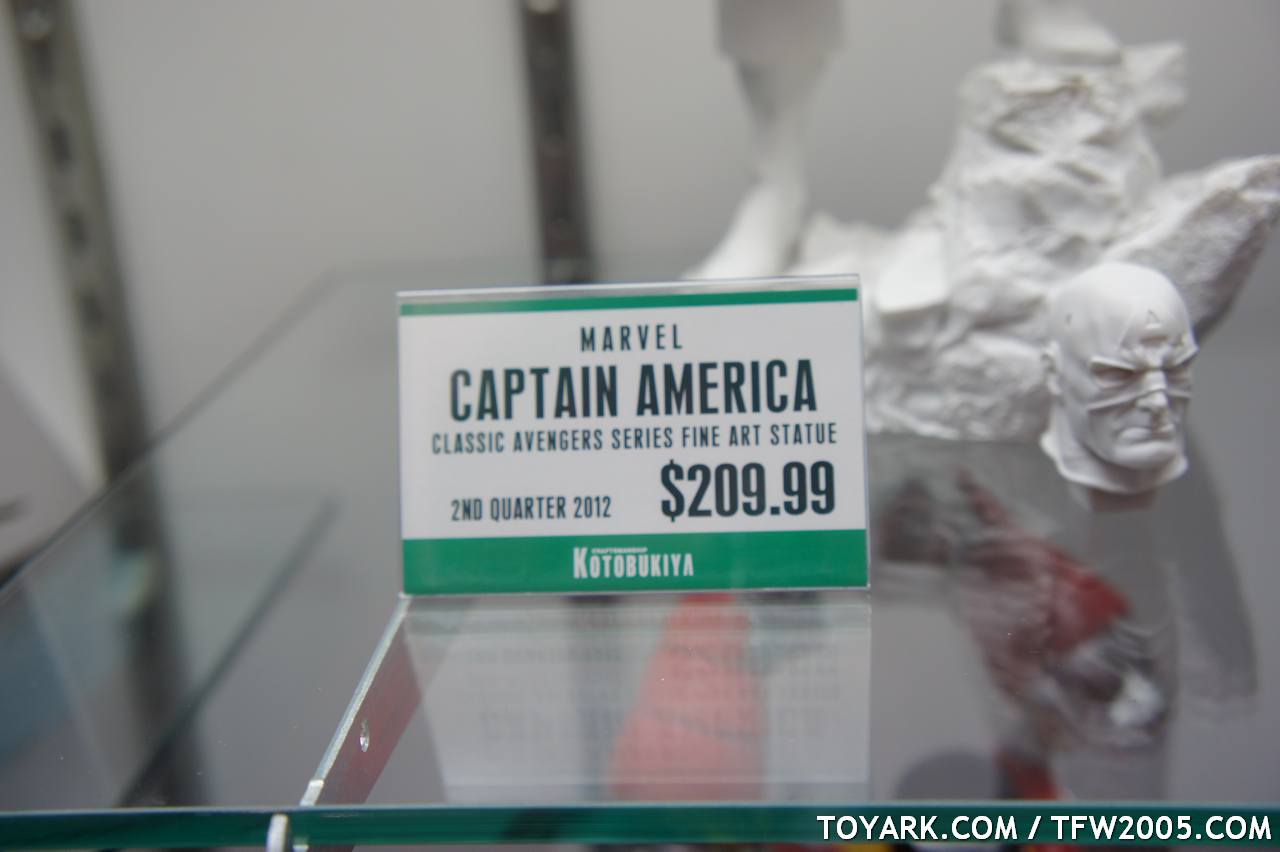 MARVEL
CAPTAIN AMERICA
CLASSIC AVENGERS SERIES FINE ART STATUE
2ND QUARTER 2012 $209.99
CRAFTSMANSHIP
KOTOBUKIYA
TOYARK.COM / TFW2005.COM